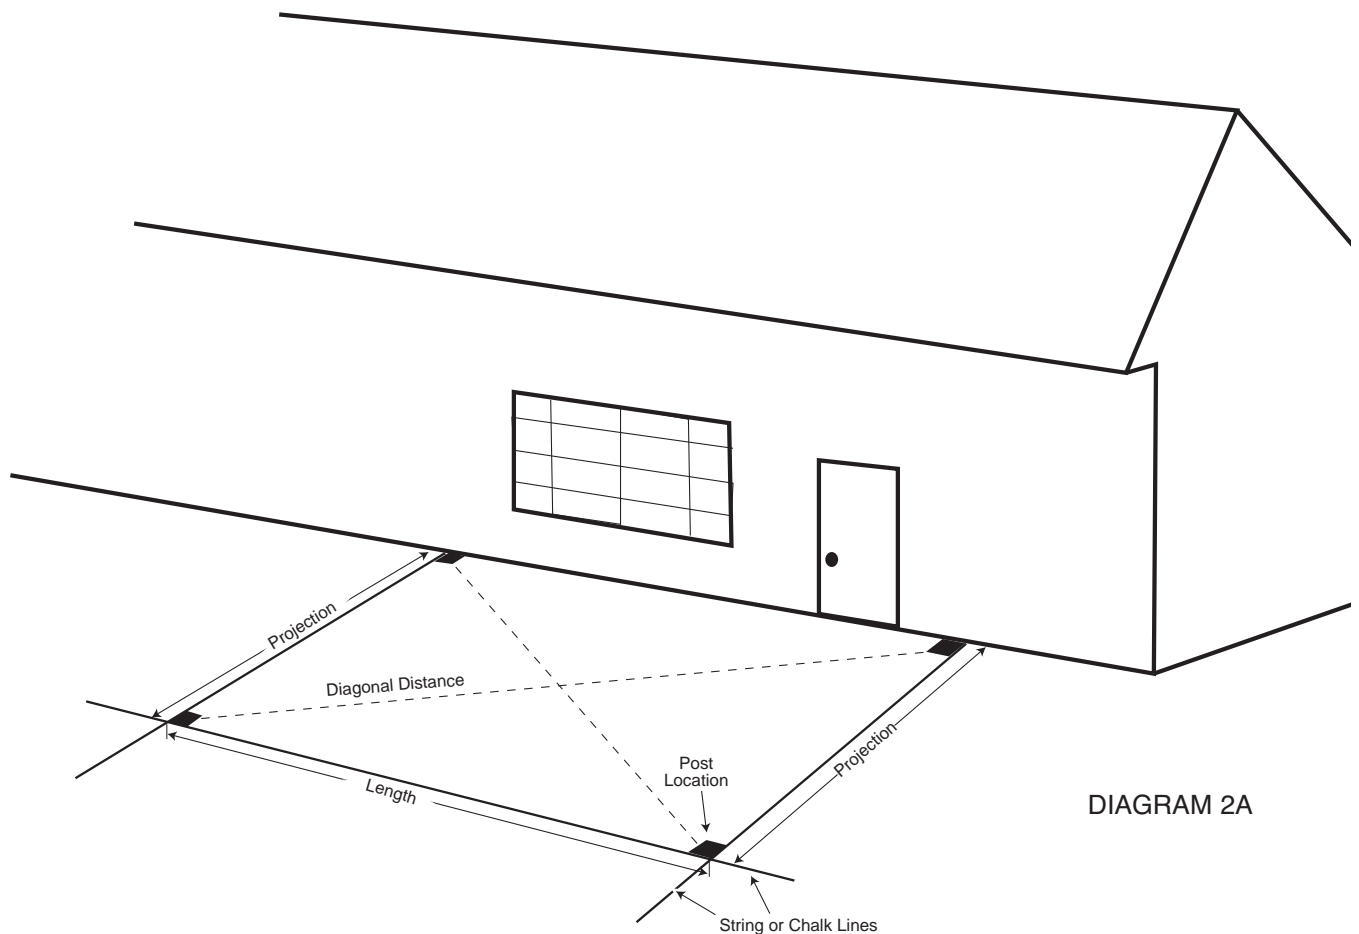 Projection
Diagonal Distance
Length
Post
Location
Projection
DIAGRAM 2A
String or Chalk Lines